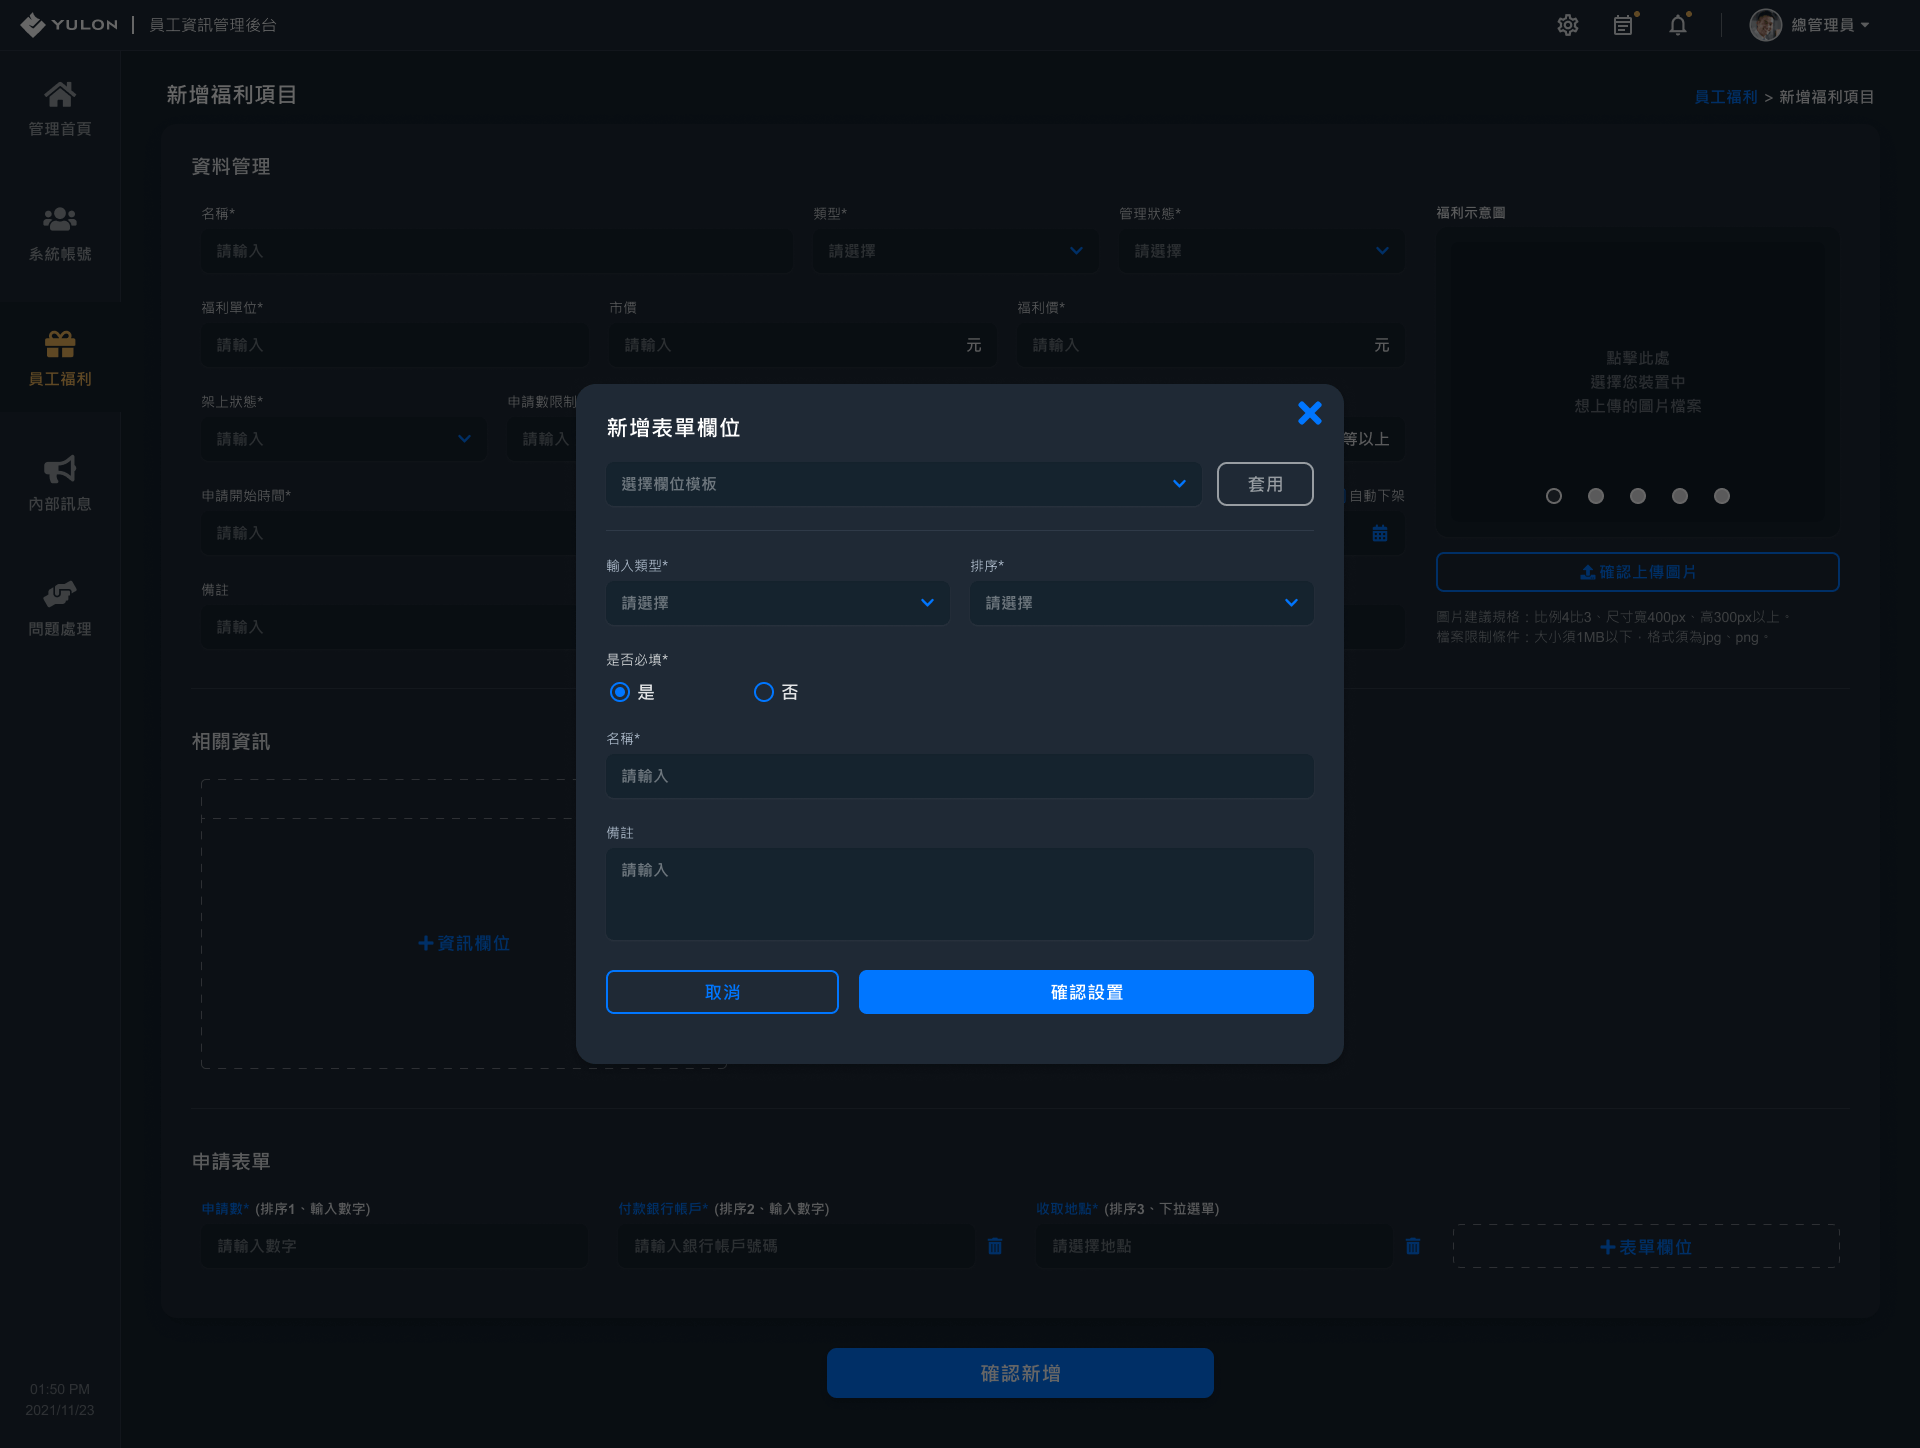 YULON
員工資訊管理後台
總管理員
管理首頁
系統帳號
員工福利
內部訊息
問題處理
01:50 PM
2021/11/23
新增福利項目
員工福利 > 新增福利項目
資料管理
名稱*
類型*
管理狀態*
福利示意圖
請輸入
請選擇
請選擇
福利單位*
市價
福利價*
請輸入
請輸入 元
請輸入 元
點擊此處
選擇您裝置中
想上傳的圖片檔案
架上狀態*
申請數限制
請輸入
請輸入
等以上
申請開始時間*
自動下架
請輸入
確認上傳圖片
備註
請輸入
圖片建議規格：比例4比3、尺寸寬400px、高300px以上。
檔案限制條件：大小須1MB以下，格式須為jpg、png。
新增表單欄位
選擇欄位模板
套用
輸入類型*
排序*
請選擇
請選擇
是否必填*
是
否
名稱*
請輸入
備註
請輸入
取消
確認設置
相關資訊
資訊欄位
申請表單
申請數* (排序1、輸入數字)
付款銀行帳戶* (排序2、輸入數字)
收取地點* (排序3、下拉選單)
請輸入數字
請輸入銀行帳戶號碼
請選擇地點
表單欄位
確認新增